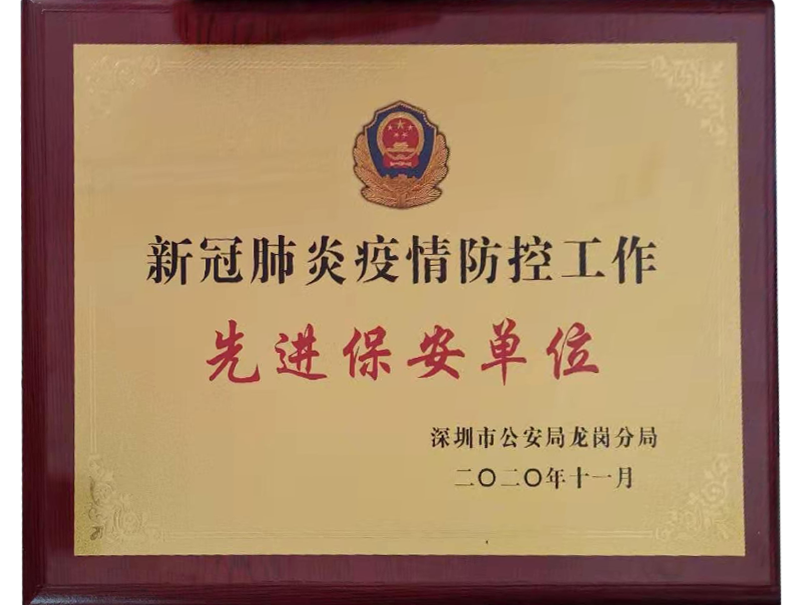 新冠肺炎疫情防控工作
先进保安单位
深圳市公安局龙岗分局
二〇二〇年十一月